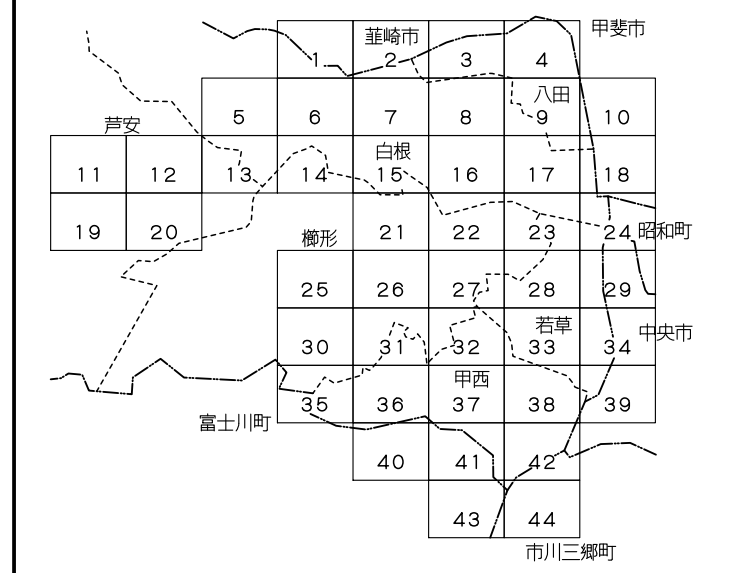 韮崎市
甲斐市
1 2 3 4
八田
5 6 7 8 9 10
芦安
白根
11 12 13 14 15 16 17 18
櫛形
19 20 21 22 23 24 昭和町
25 26 27 28 29
若草
中央市
30 31 32 33 34
甲西
35 36 37 38 39
富士川町
40 41 42
43 44
市川三郷町